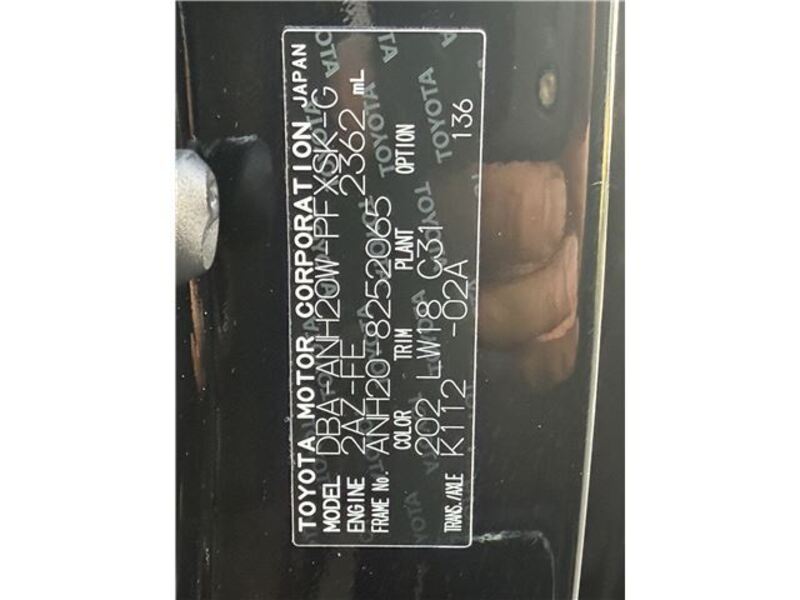 TOYOTA MOTOR CORPORATION JAPAN
MODEL DBA-ANH20W-PFXSK-G
ENGINE 2AZ-FE 2362 mL
FRAME No. ANH20-8252065
COLOR TRIM PLANT OPTION
202 LW18 C31 136
TRANS./AXLE K112 -02A